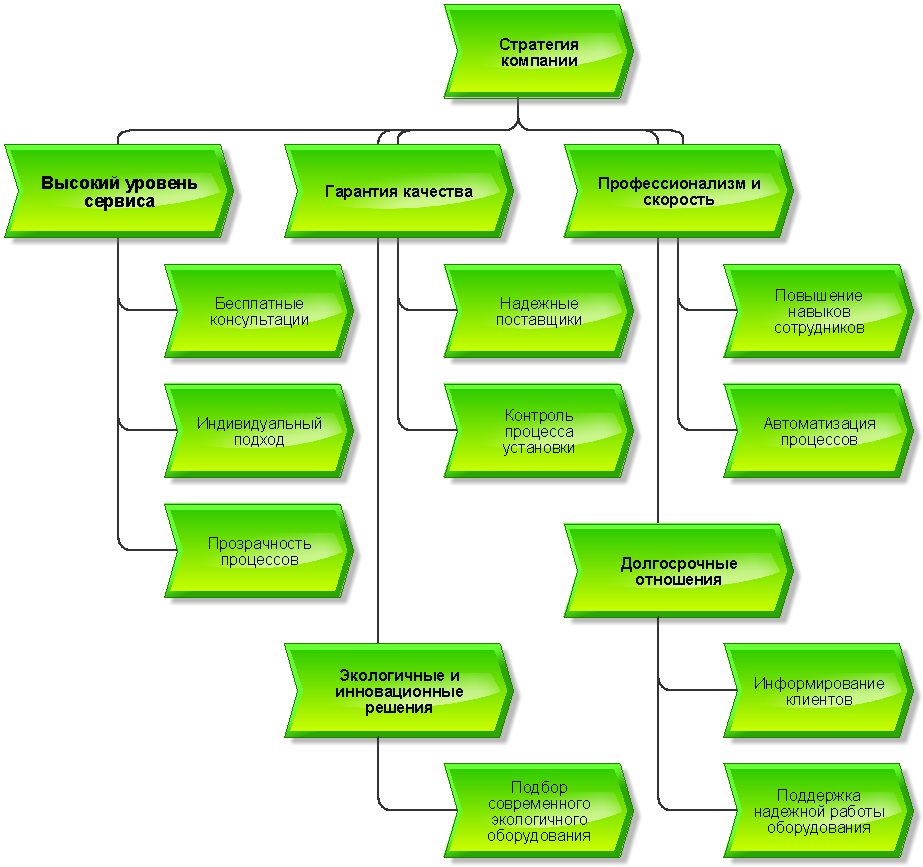 Стратегия
компании
Высокий уровень
сервиса
Гарантия качества
Профессионализм и
скорость
Бесплатные
консультации
Надежные
поставщики
Повышение
навыков
сотрудников
Индивидуальный
подход
Контроль
процесса
установки
Автоматизация
процессов
Прозрачность
процессов
Долгосрочные
отношения
Экологичные и
инновационные
решения
Информирование
клиентов
Подбор
современного
экологичного
оборудования
Поддержка
надежной работы
оборудования